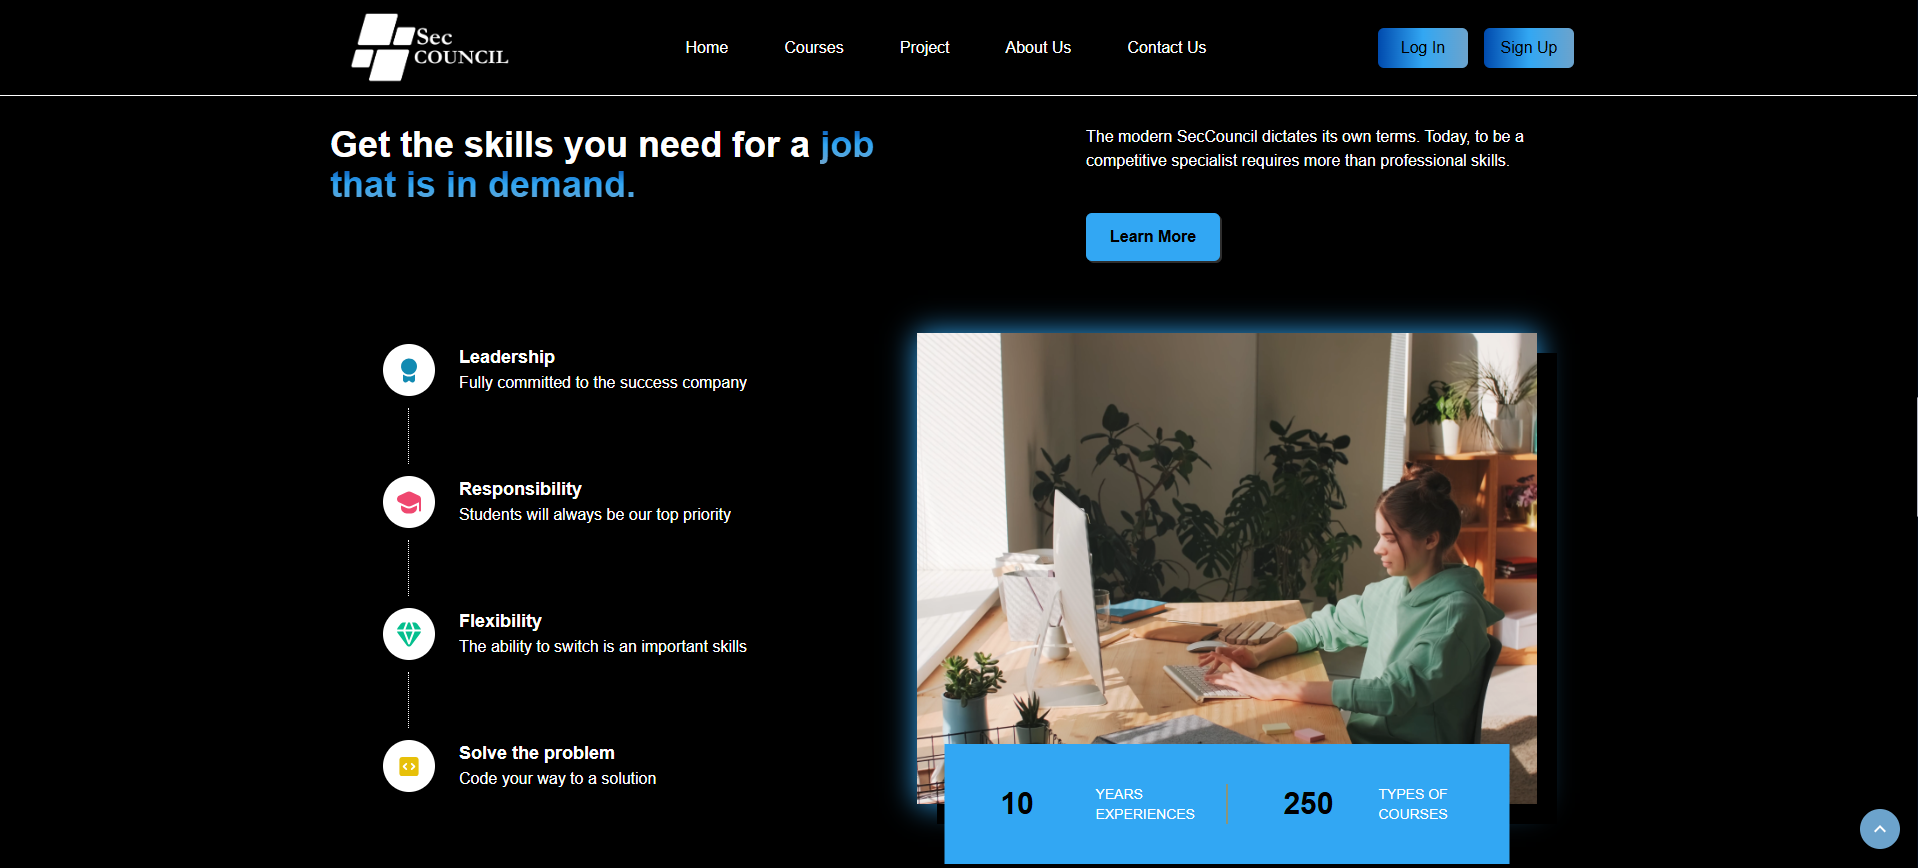 Sec
COUNCIL
Home
Courses
Project
About Us
Contact Us
Log In
Sign Up
Get the skills you need for a job
that is in demand.
The modern SecCouncil dictates its own terms. Today, to be a
competitive specialist requires more than professional skills.
Learn More
Leadership
Fully committed to the success company
Responsibility
Students will always be our top priority
Flexibility
The ability to switch is an important skills
Solve the problem
Code your way to a solution
10
YEARS
EXPERIENCES
250
TYPES OF
COURSES